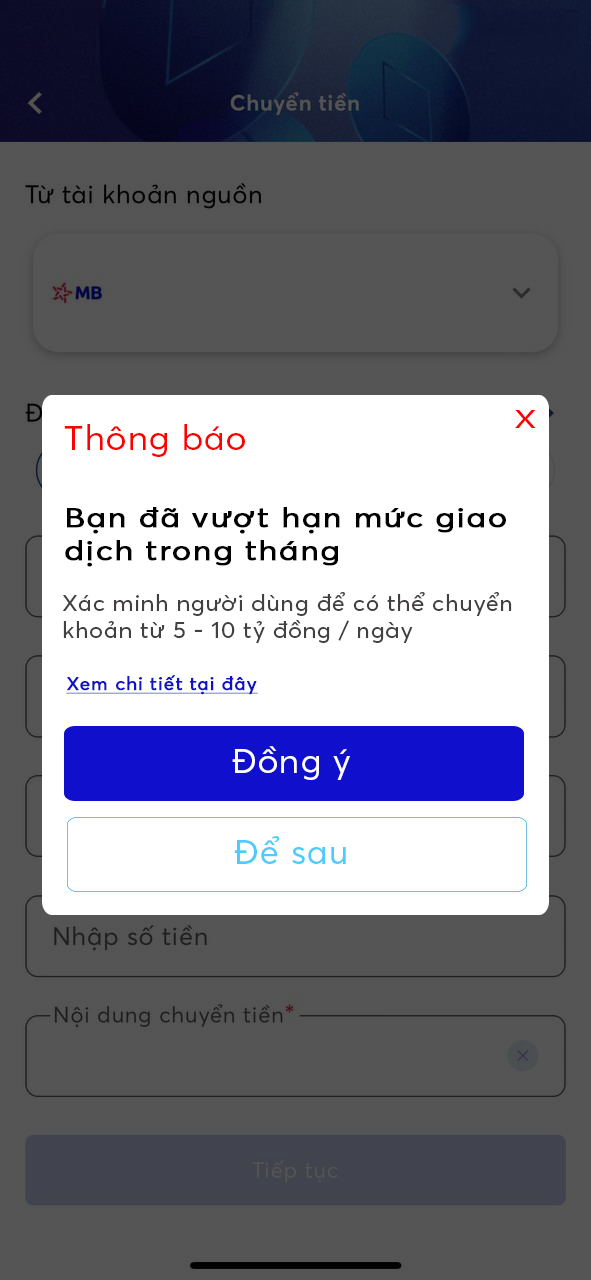 Chuyển tiền
Từ tài khoản nguồn
MB
Đ
X
Thông báo
Bạn đã vượt hạn mức giao
dịch trong tháng
Xác minh người dùng để có thể chuyển
khoản từ 5 - 10 tỷ đồng / ngày
Xem chi tiết tại đây
Đồng ý
Để sau
Nhập số tiền
Nội dung chuyển tiền*
Tiếp tục